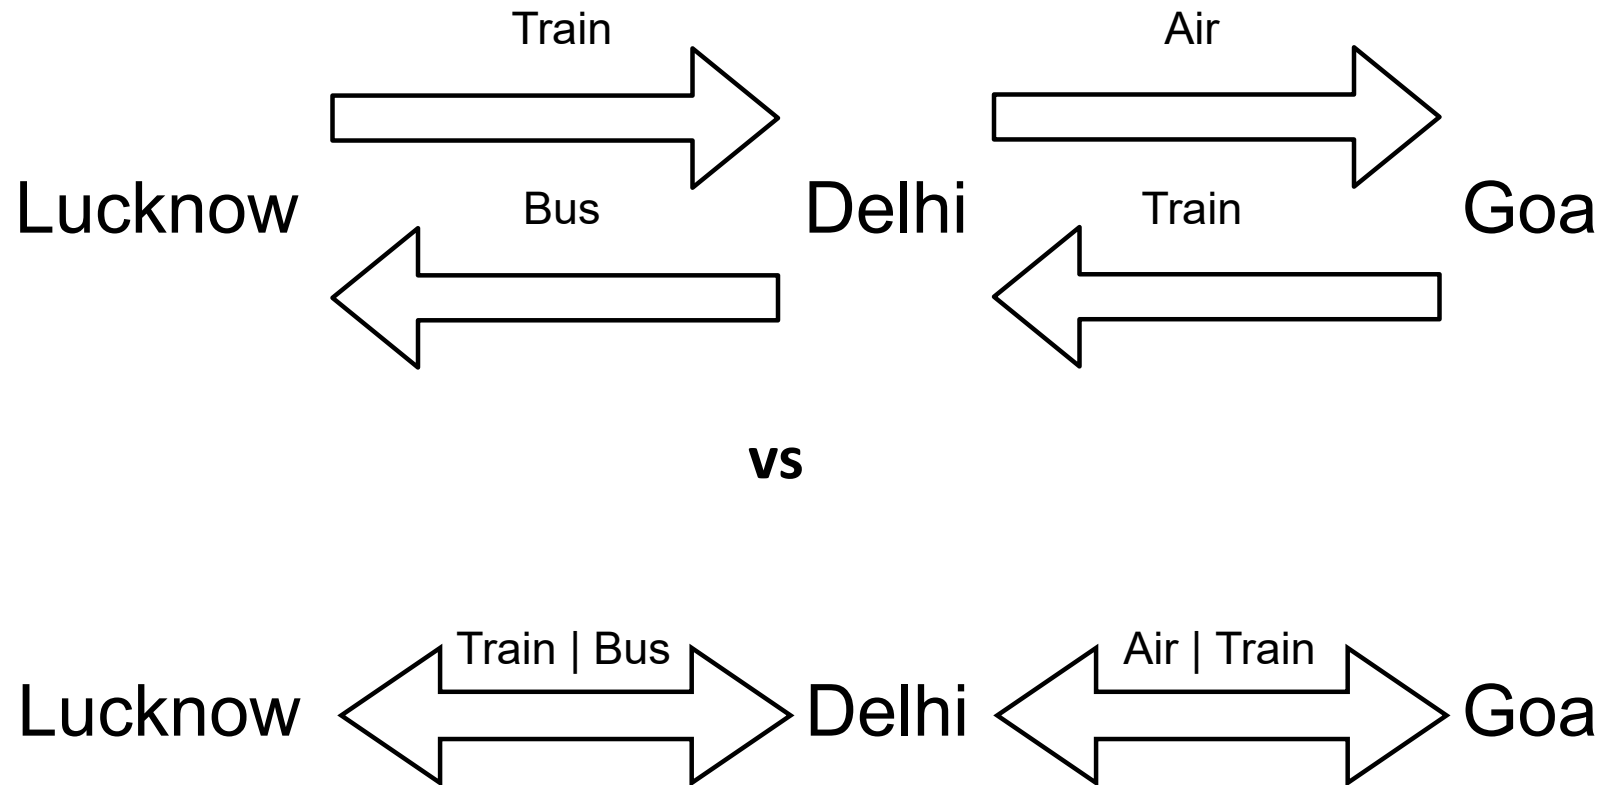 Train
Air
Lucknow
Bus
Delhi
Train
Goa
vs
Train | Bus
Air | Train
Lucknow
Delhi
Goa